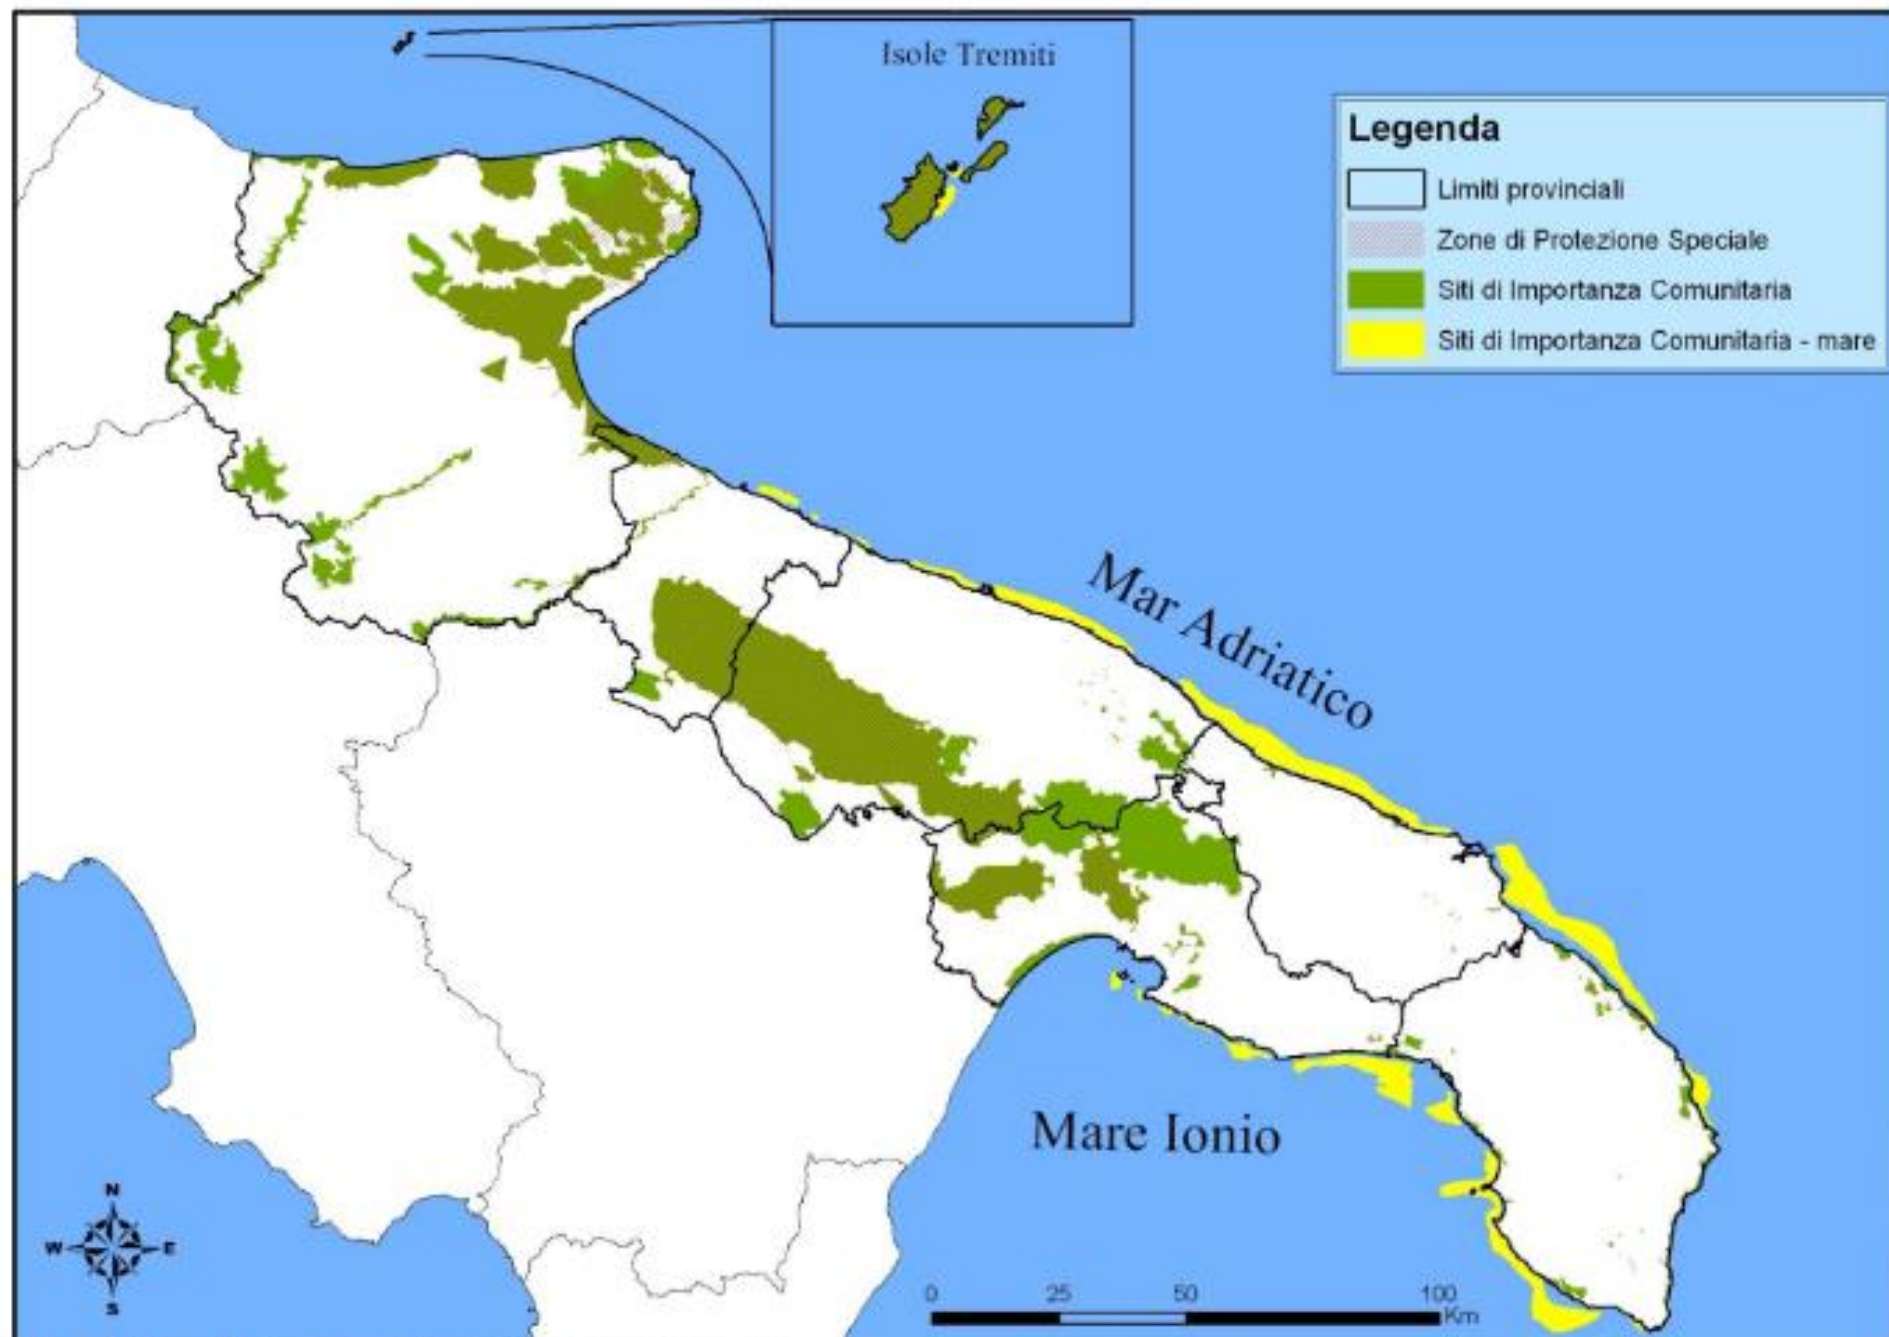 Isole Tremiti
Legenda
Limiti provinciali
Zone di Protezione Speciale
Siti di Importanza Comunitaria
Siti di Importanza Comunitaria - mare
Mar Adriatico
Mare Ionio
N
W E
S
0 25 50 100
Km